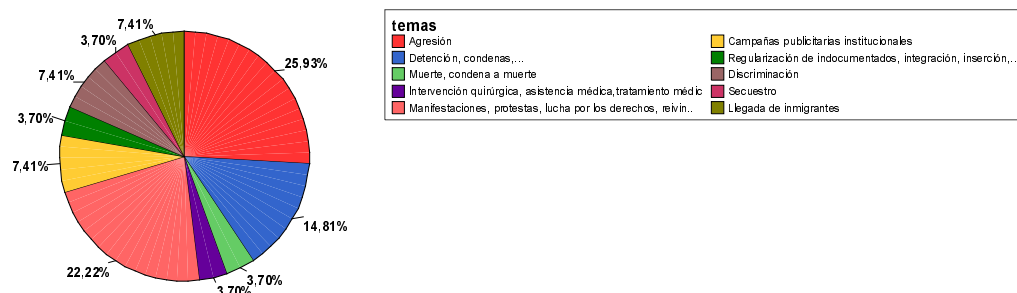 7,41%
3,70%
7,41%
3,70%
7,41%
22,22%
3,70%
3,70%
14,81%
25,93%
temas
Agresión
Detención, condenas,...
Muerte, condena a muerte
Intervención quirúrgica, asistencia médica,tratamiento médic
Manifestaciones, protestas, lucha por los derechos, reivin..
Campañas publicitarias institucionales
Regularización de indocumentados, integración, inserción,..
Discriminación
Secuestro
Llegada de inmigrantes